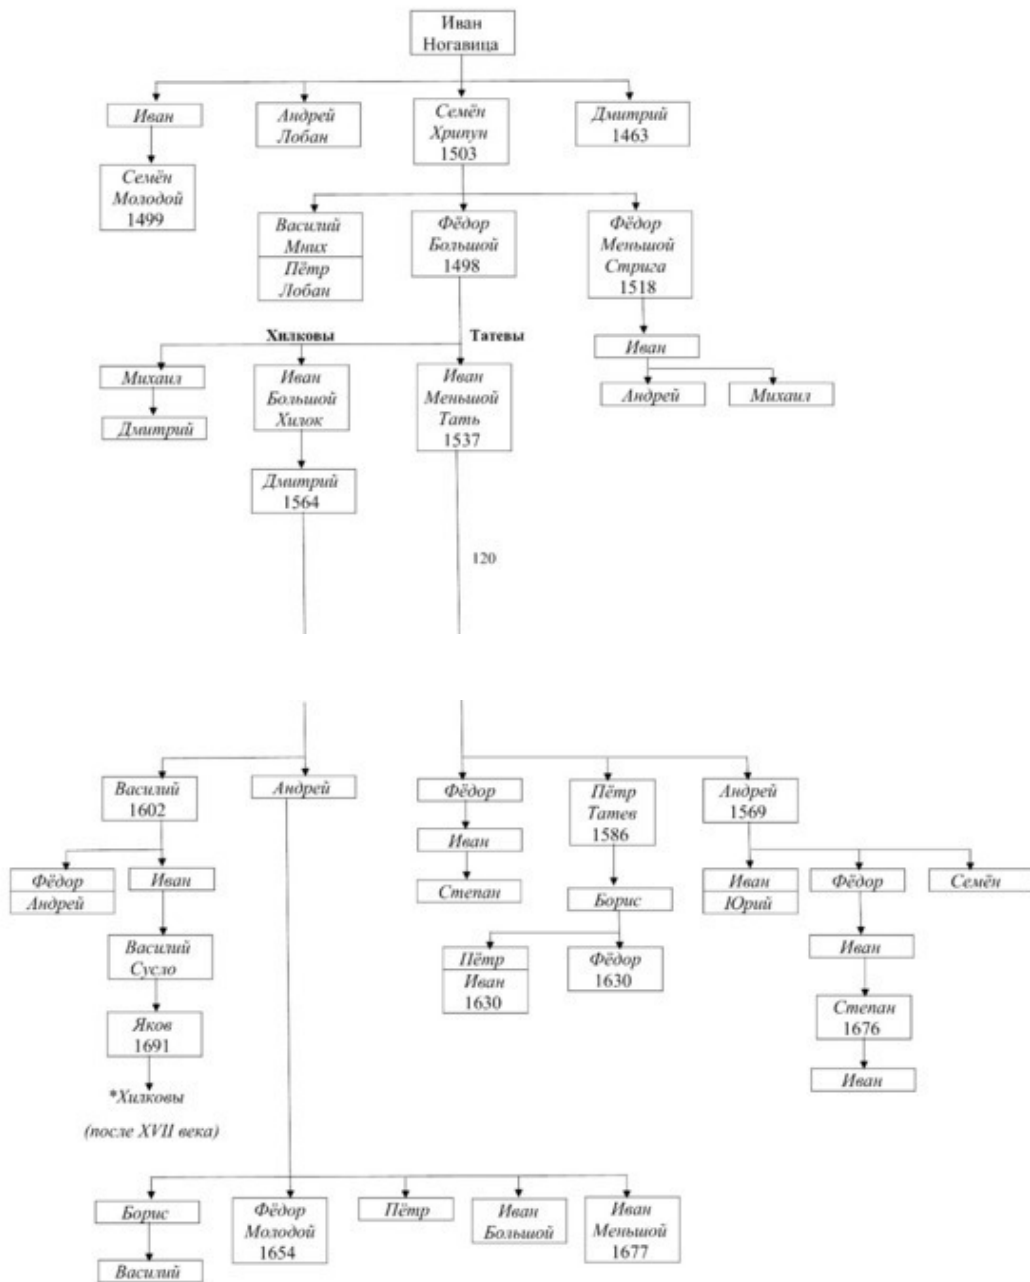 Иван
Ногавица
Иван
Андрей
Лобан
Семён
Хрипун
1503
Дмитрий
1463
Семён
Молодой
1499
Василий
Мних
Пётр
Лобан
Фёдор
Большой
1498
Фёдор
Меньшой
Стрига
1518
Хилковы
Татевы
Иван
Михаил
Иван
Большой
Хилок
Иван
Меньшой
Тать
1537
Андрей
Михаил
Дмитрий
Дмитрий
1564
120
Василий
1602
Андрей
Фёдор
Пётр
Татев
1586
Андрей
1569
Иван
Фёдор
Андрей
Иван
Степан
Борис
Иван
Юрий
Фёдор
Семён
Василий
Сусло
Пётр
Иван
1630
Фёдор
1630
Иван
Яков
1691
Степан
1676
*Хилковы
(после XVII века)
Иван
Борис
Фёдор
Молодой
1654
Пётр
Иван
Большой
Иван
Меньшой
1677
Василий